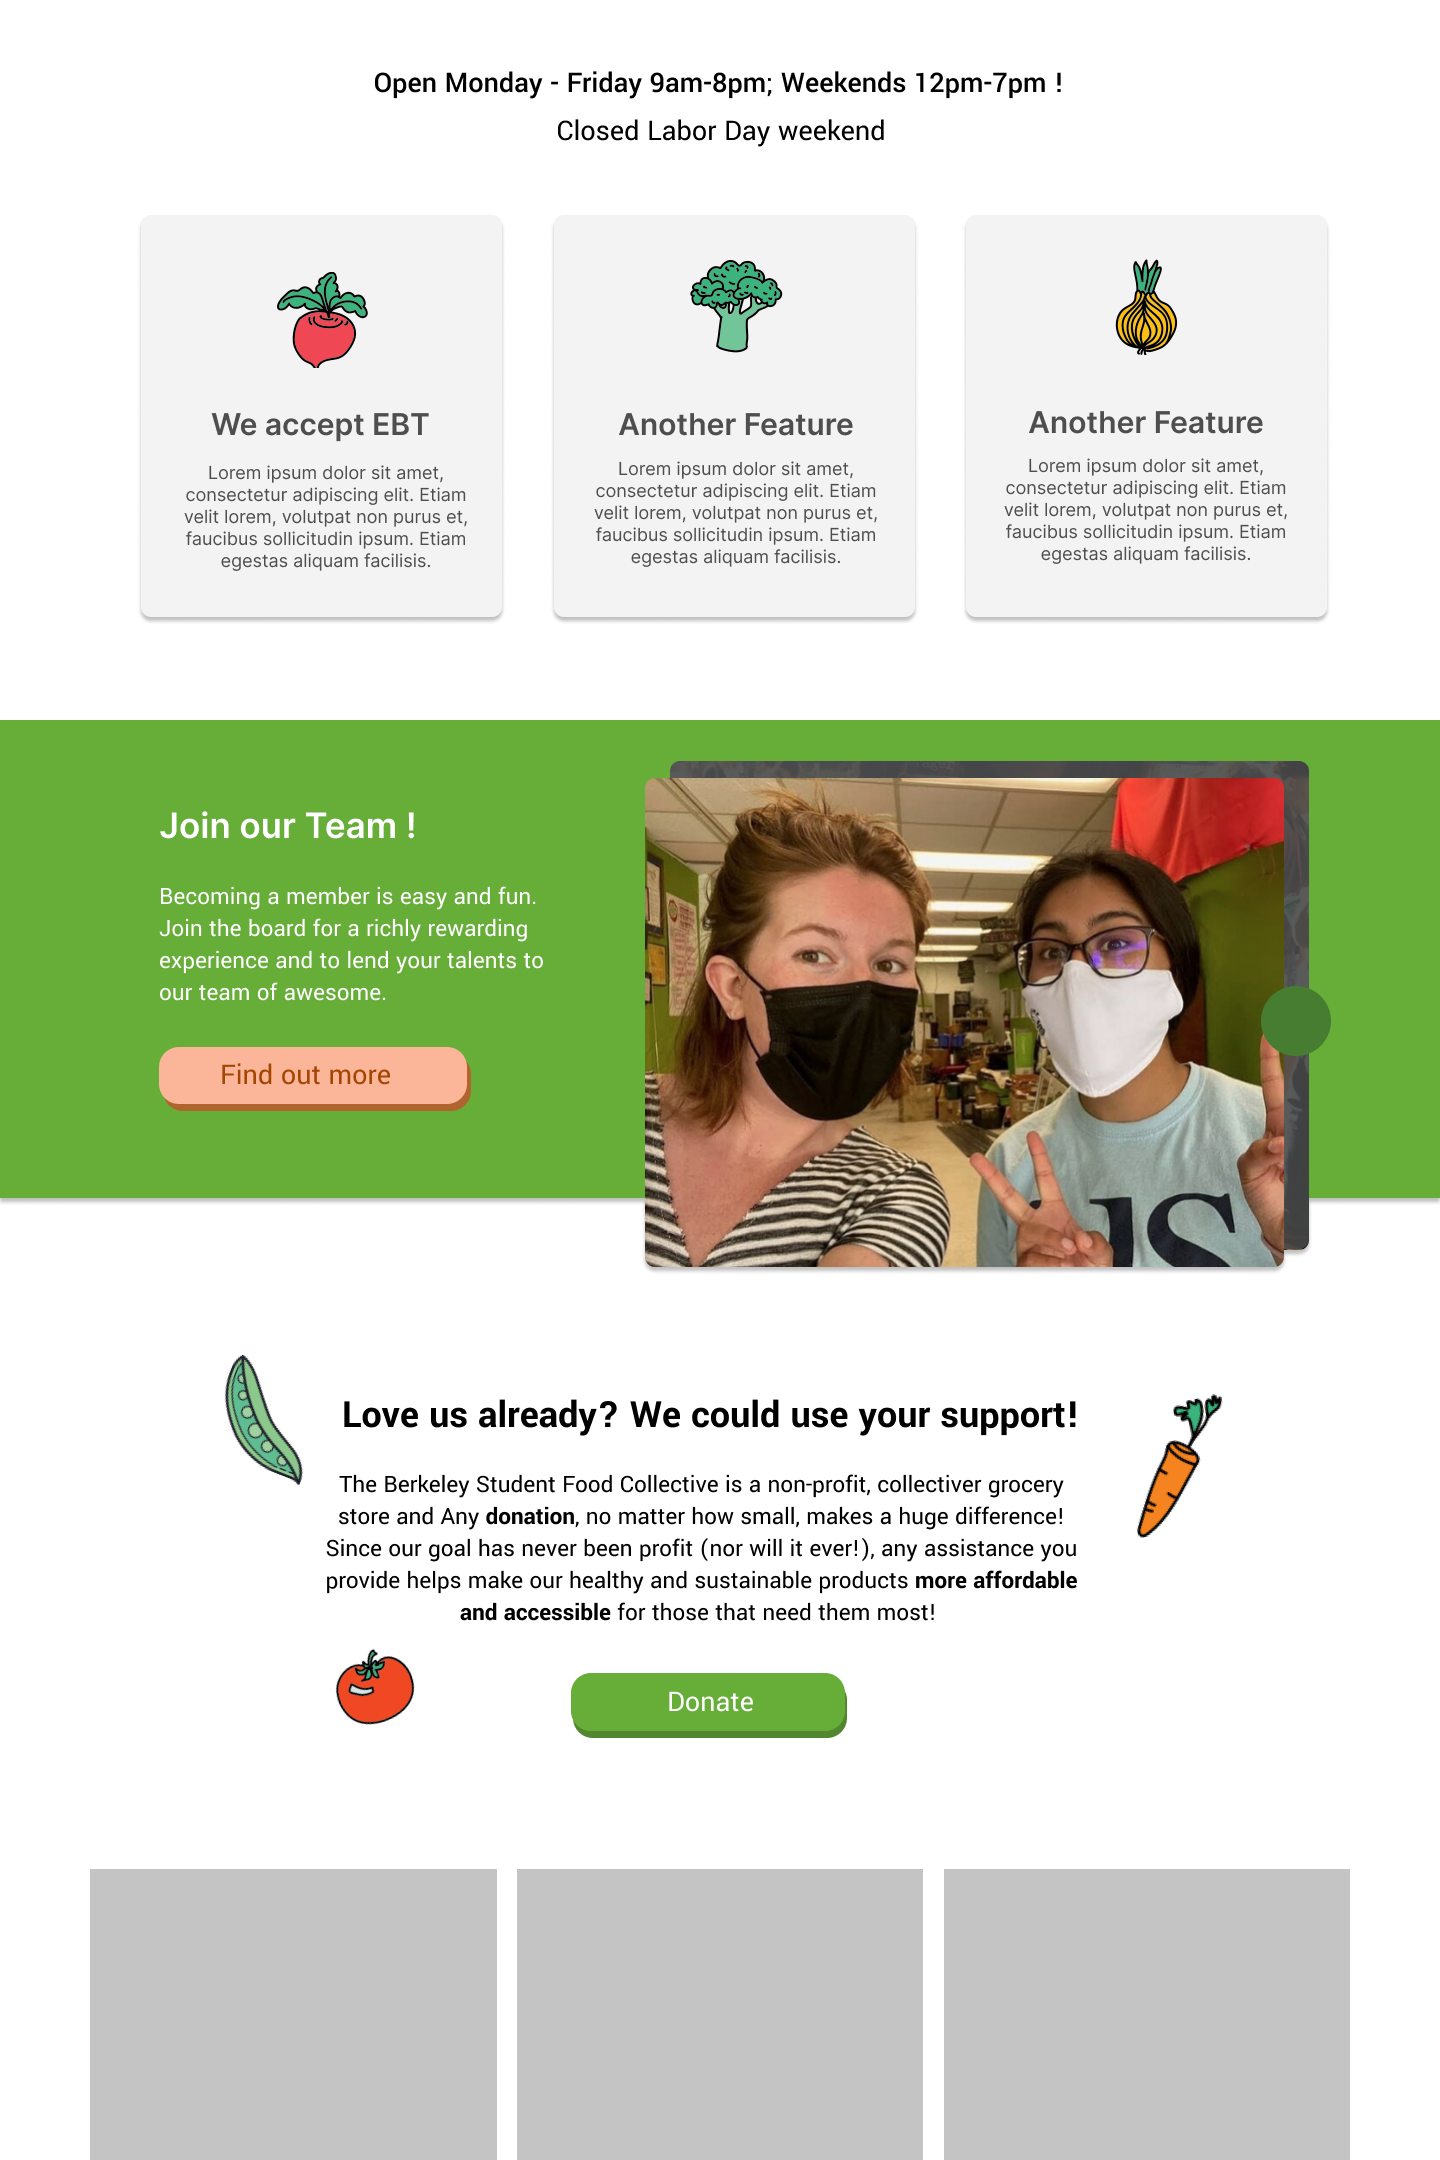 Open Monday - Friday 9am-8pm; Weekends 12pm-7pm !
Closed Labor Day weekend
We accept EBT
Lorem ipsum dolor sit amet,
consectetur adipiscing elit. Etiam
velit lorem, volutpat non purus et,
faucibus sollicitudin ipsum. Etiam
egestas aliquam facilisis.
Another Feature
Lorem ipsum dolor sit amet,
consectetur adipiscing elit. Etiam
velit lorem, volutpat non purus et,
faucibus sollicitudin ipsum. Etiam
egestas aliquam facilisis.
Another Feature
Lorem ipsum dolor sit amet,
consectetur adipiscing elit. Etiam
velit lorem, volutpat non purus et,
faucibus sollicitudin ipsum. Etiam
egestas aliquam facilisis.
Join our Team !
Becoming a member is easy and fun.
Join the board for a richly rewarding
experience and to lend your talents to
our team of awesome.
Find out more
Love us already? We could use your support!
The Berkeley Student Food Collective is a non-profit, collectiver grocery
store and Any donation, no matter how small, makes a huge difference!
Since our goal has never been profit (nor will it ever!), any assistance you
provide helps make our healthy and sustainable products more affordable
and accessible for those that need them most!
Donate